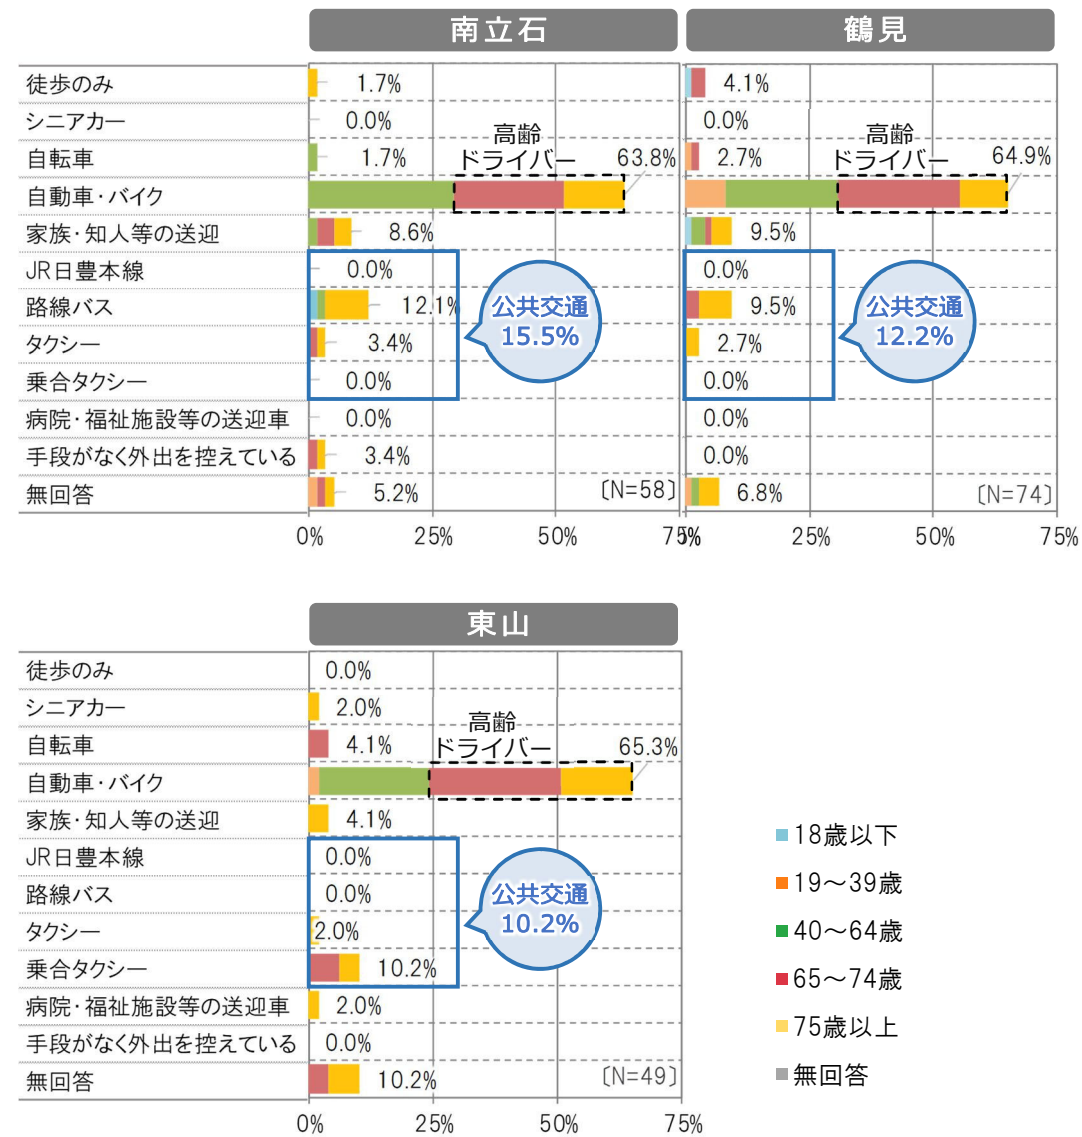 南立石
鶴見
徒歩のみ 1.7% 4.1%
シニアカー 0.0% 0.0%
高齢 高齢
自転車 1.7% ドライバー 63.8% 2.7% ドライバー 64.9%
自動車・バイク
家族・知人等の送迎 8.6% 9.5%
JR日豊本線 0.0% 0.0%
路線バス 12.1% 公共交通 9.5% 公共交通
タクシー 3.4% 15.5% 2.7% 12.2%
乗合タクシー 0.0% 0.0%
病院・福祉施設等の送迎車 0.0% 0.0%
手段がなく外出を控えている 3.4% 0.0%
無回答 5.2% 〔N=58〕 6.8% 〔N=74〕
0% 25% 50% 75% 0% 25% 50% 75%
東山
徒歩のみ 0.0%
シニアカー 2.0%
高齢
自転車 4.1% ドライバー 65.3%
自動車・バイク
家族・知人等の送迎 4.1%
JR日豊本線 0.0%
路線バス 0.0% 公共交通
タクシー 2.0% 10.2%
乗合タクシー 10.2%
病院・福祉施設等の送迎車 2.0%
手段がなく外出を控えている 0.0%
無回答 10.2% 〔N=49〕
0% 25% 50% 75%
18歳以下
19～39歳
40～64歳
65～74歳
75歳以上
無回答